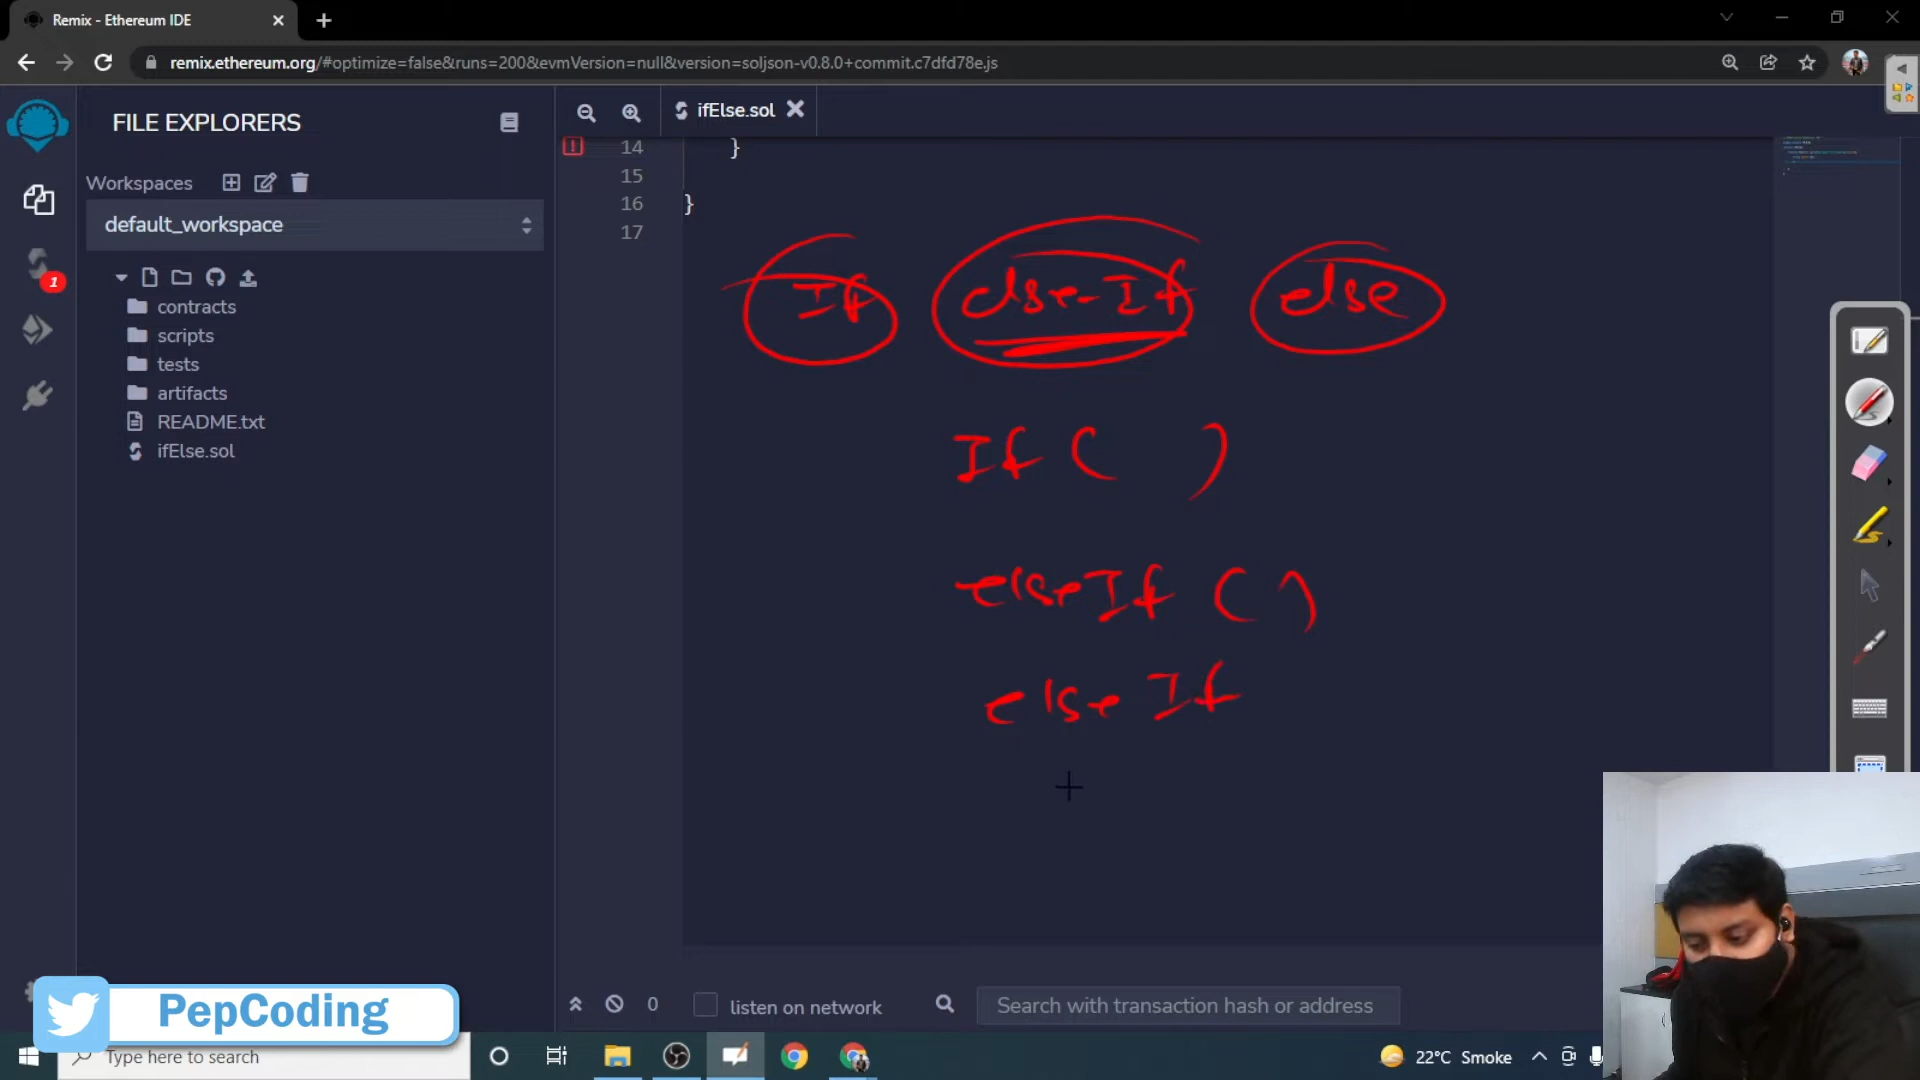 Remix - Ethereum IDE
remix.ethereum.org/#optimize=false&runs=200&evmVersion=null&version=soljson-v0.8.0+commit.c7dfd78e.js
FILE EXPLORERS
ifElse.sol
Workspaces
default_workspace
1
contracts
scripts
tests
artifacts
README.txt
ifElse.sol
14 }
15
16 }
17
If else-If else
If ( )
elseIf ( )
else If
0 listen on network Search with transaction hash or address
PepCoding
Type here to search
22°C Smoke